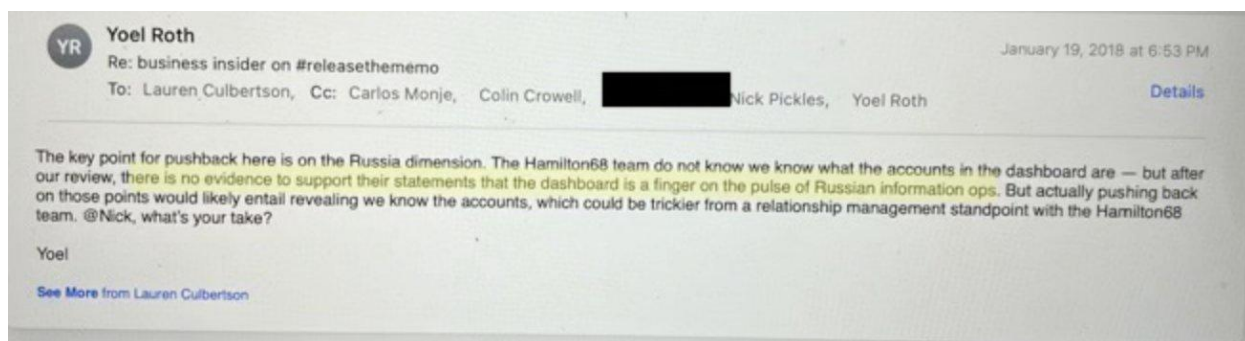 YR
Yoel Roth
January 19, 2018 at 6:53 PM
Re: business insider on #releasethememo
To: Lauren Culbertson, Cc: Carlos Monje, Colin Crowell, Nick Pickles, Yoel Roth
Details
The key point for pushback here is on the Russia dimension. The Hamilton68 team do not know we know what the accounts in the dashboard are — but after
our review, there is no evidence to support their statements that the dashboard is a finger on the pulse of Russian information ops. But actually pushing back
on those points would likely entail revealing we know the accounts, which could be trickier from a relationship management standpoint with the Hamilton68
team. @Nick, what's your take?
Yoel
See More from Lauren Culbertson